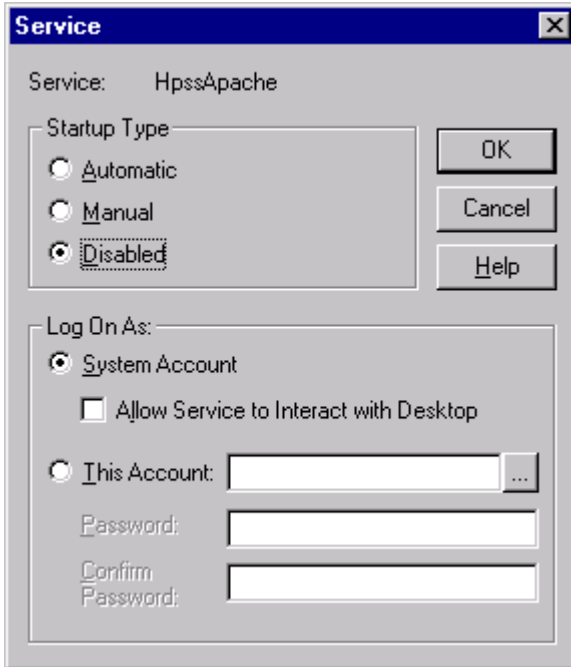 Service
Service: HpssApache
Startup Type
Automatic
Manual
Disabled
OK
Cancel
Help
Log On As:
System Account
Allow Service to Interact with Desktop
This Account:
...
Password:
Confirm
Password: